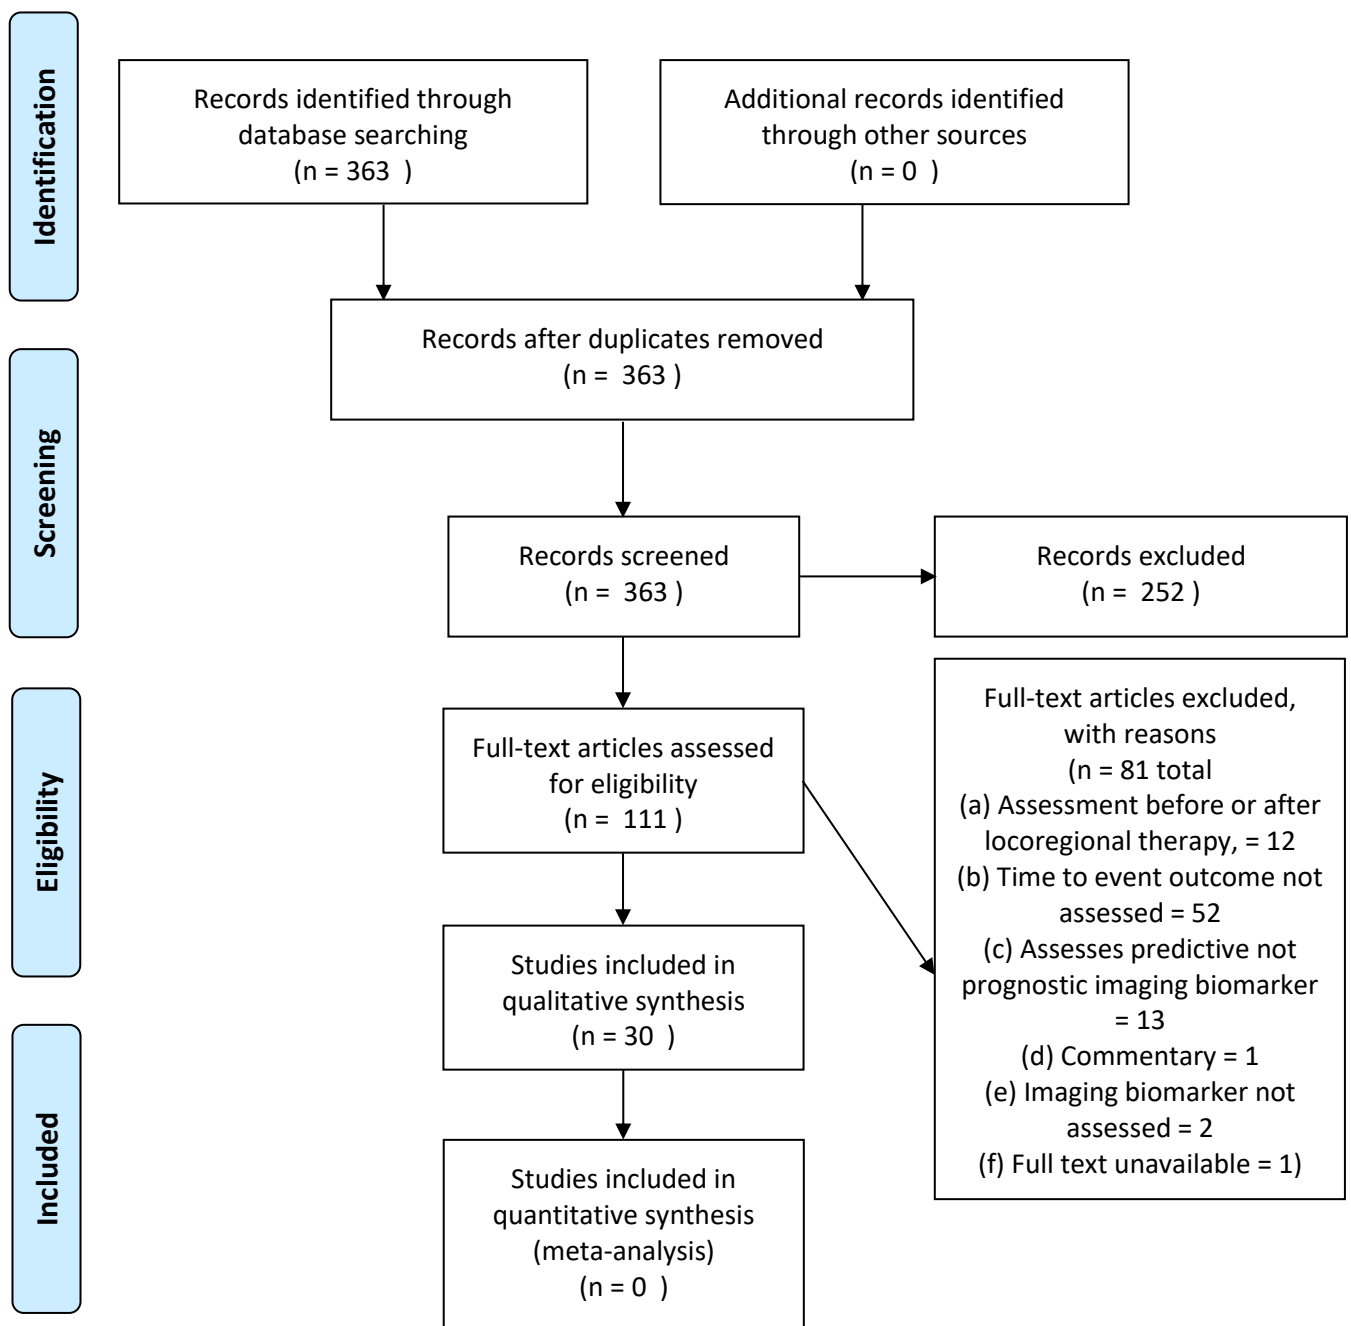 Identification
Records identified through
database searching
(n = 363  )
Additional records identified
through other sources
(n = 0  )
Records after duplicates removed
(n =  363 )
Screening
Records screened
(n =  363 )
Records excluded
(n =  252 )
Eligibility
Full-text articles assessed
for eligibility
(n =  111 )
Full-text articles excluded,
with reasons
(n = 81 total
(a) Assessment before or after
locoregional therapy, = 12
(b) Time to event outcome not
assessed = 52
(c) Assesses predictive not
prognostic imaging biomarker
= 13
(d) Commentary = 1
(e) Imaging biomarker not
assessed = 2
(f) Full text unavailable = 1)
Studies included in
qualitative synthesis
(n = 30  )
Included
Studies included in
quantitative synthesis
(meta-analysis)
(n = 0  )